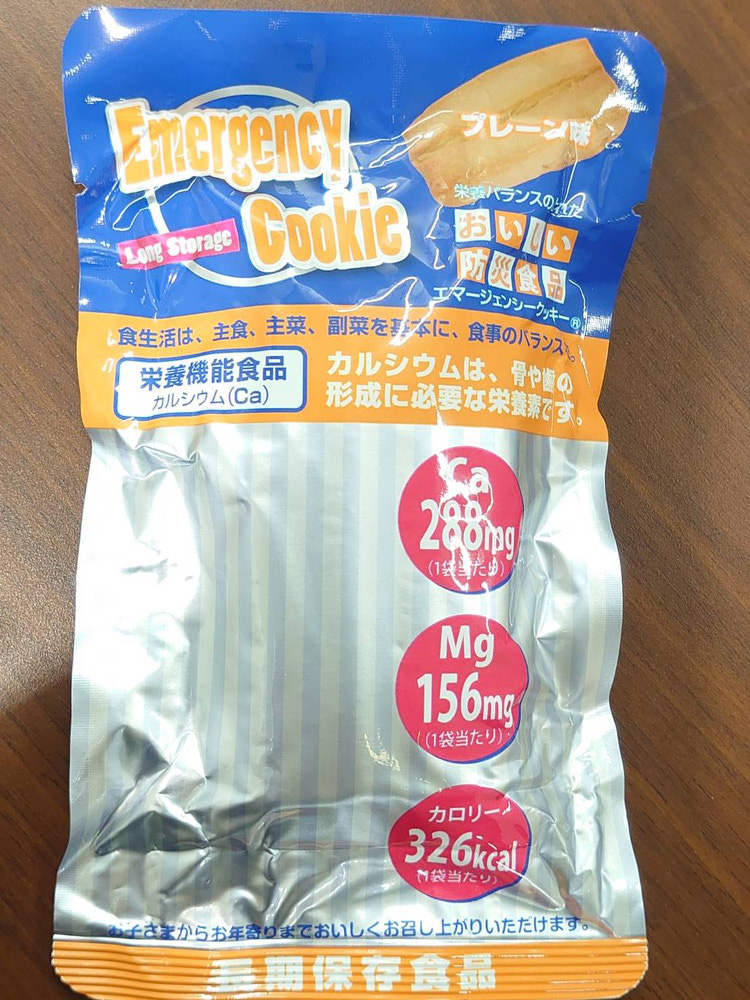 Emergency
Cookie
Long Storage
プレーン味
栄養バランスのとれた
おいしい
防災食品
エマージェンシークッキー®
食生活は、主食、主菜、副菜を基本に、食事のバランスを。
栄養機能食品
カルシウム(Ca)
カルシウムは、骨や歯の
形成に必要な栄養素です。
Ca
288mg
(1袋当たり)
Mg
156mg
(1袋当たり)
カロリー
326kcal
(1袋当たり)
お子さまからお年寄りまでおいしくお召し上がりいただけます。
長期保存食品